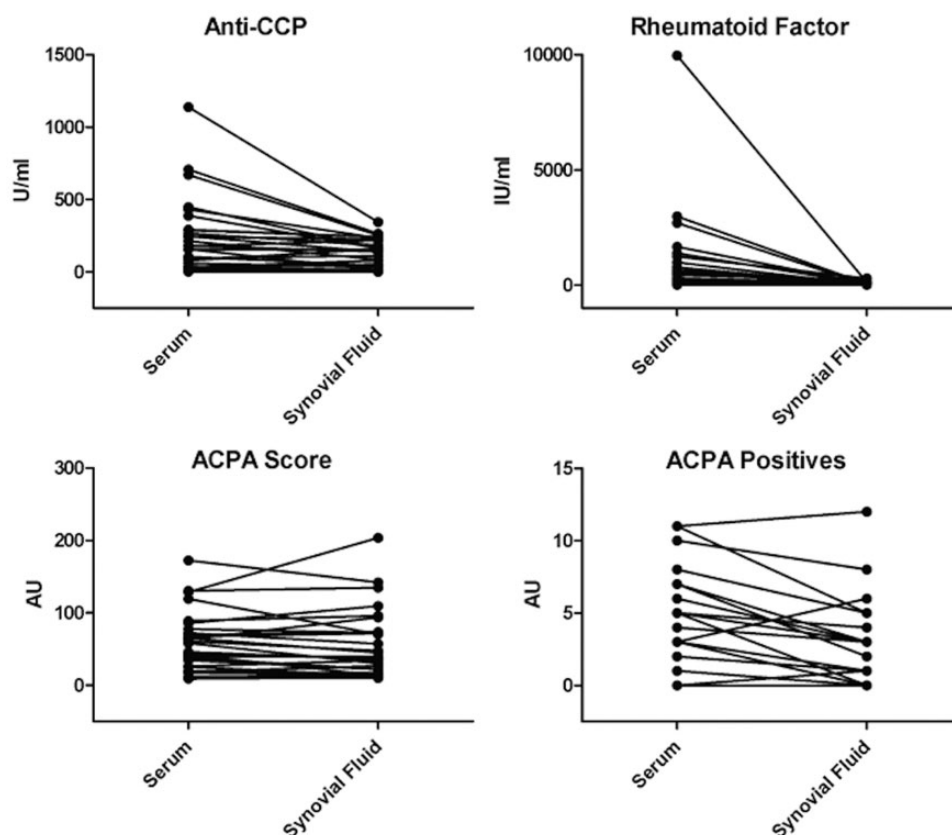 Anti-CCP
1500
1000
500
0
U/ml
Serum
Synovial Fluid
Rheumatoid Factor
10000
5000
0
IU/ml
Serum
Synovial Fluid
ACPA Score
300
200
100
0
AU
Serum
Synovial Fluid
ACPA Positives
15
10
5
0
AU
Serum
Synovial Fluid